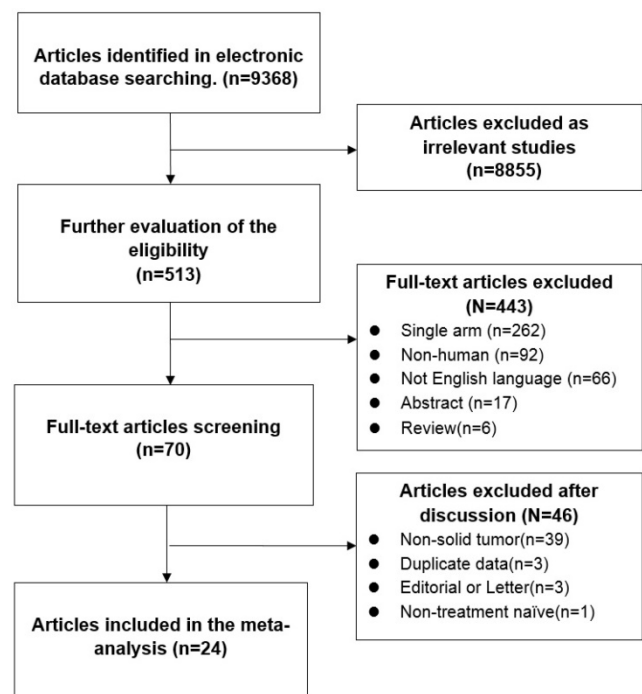 Articles identified in electronic
database searching. (n=9368)
Articles excluded as
irrelevant studies
(n=8855)
Further evaluation of the
eligibility
(n=513)
Full-text articles excluded
(N=443)
● Single arm (n=262)
● Non-human (n=92)
● Not English language (n=66)
● Abstract (n=17)
● Review(n=6)
Full-text articles screening
(n=70)
Articles excluded after
discussion (N=46)
● Non-solid tumor(n=39)
● Duplicate data(n=3)
● Editorial or Letter(n=3)
● Non-treatment naïve(n=1)
Articles included in the meta-
analysis (n=24)